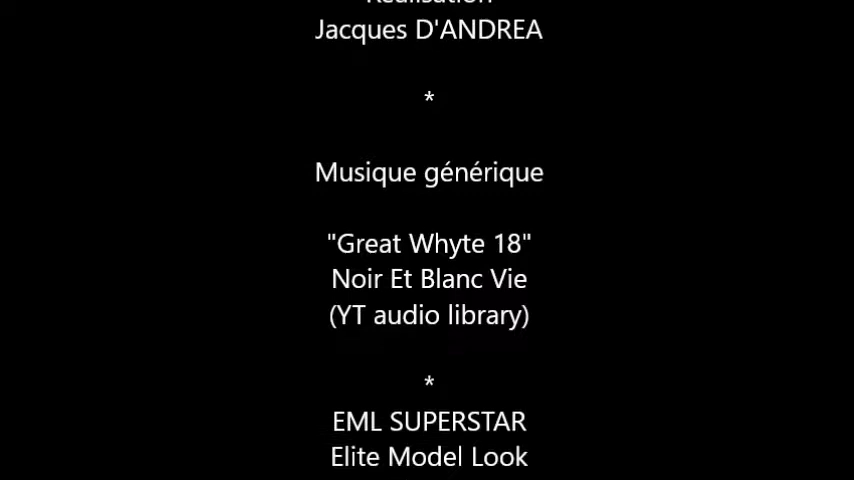 Réalisation
Jacques D'ANDREA
*
Musique générique
"Great Whyte 18"
Noir Et Blanc Vie
(YT audio library)
*
EML SUPERSTAR
Elite Model Look